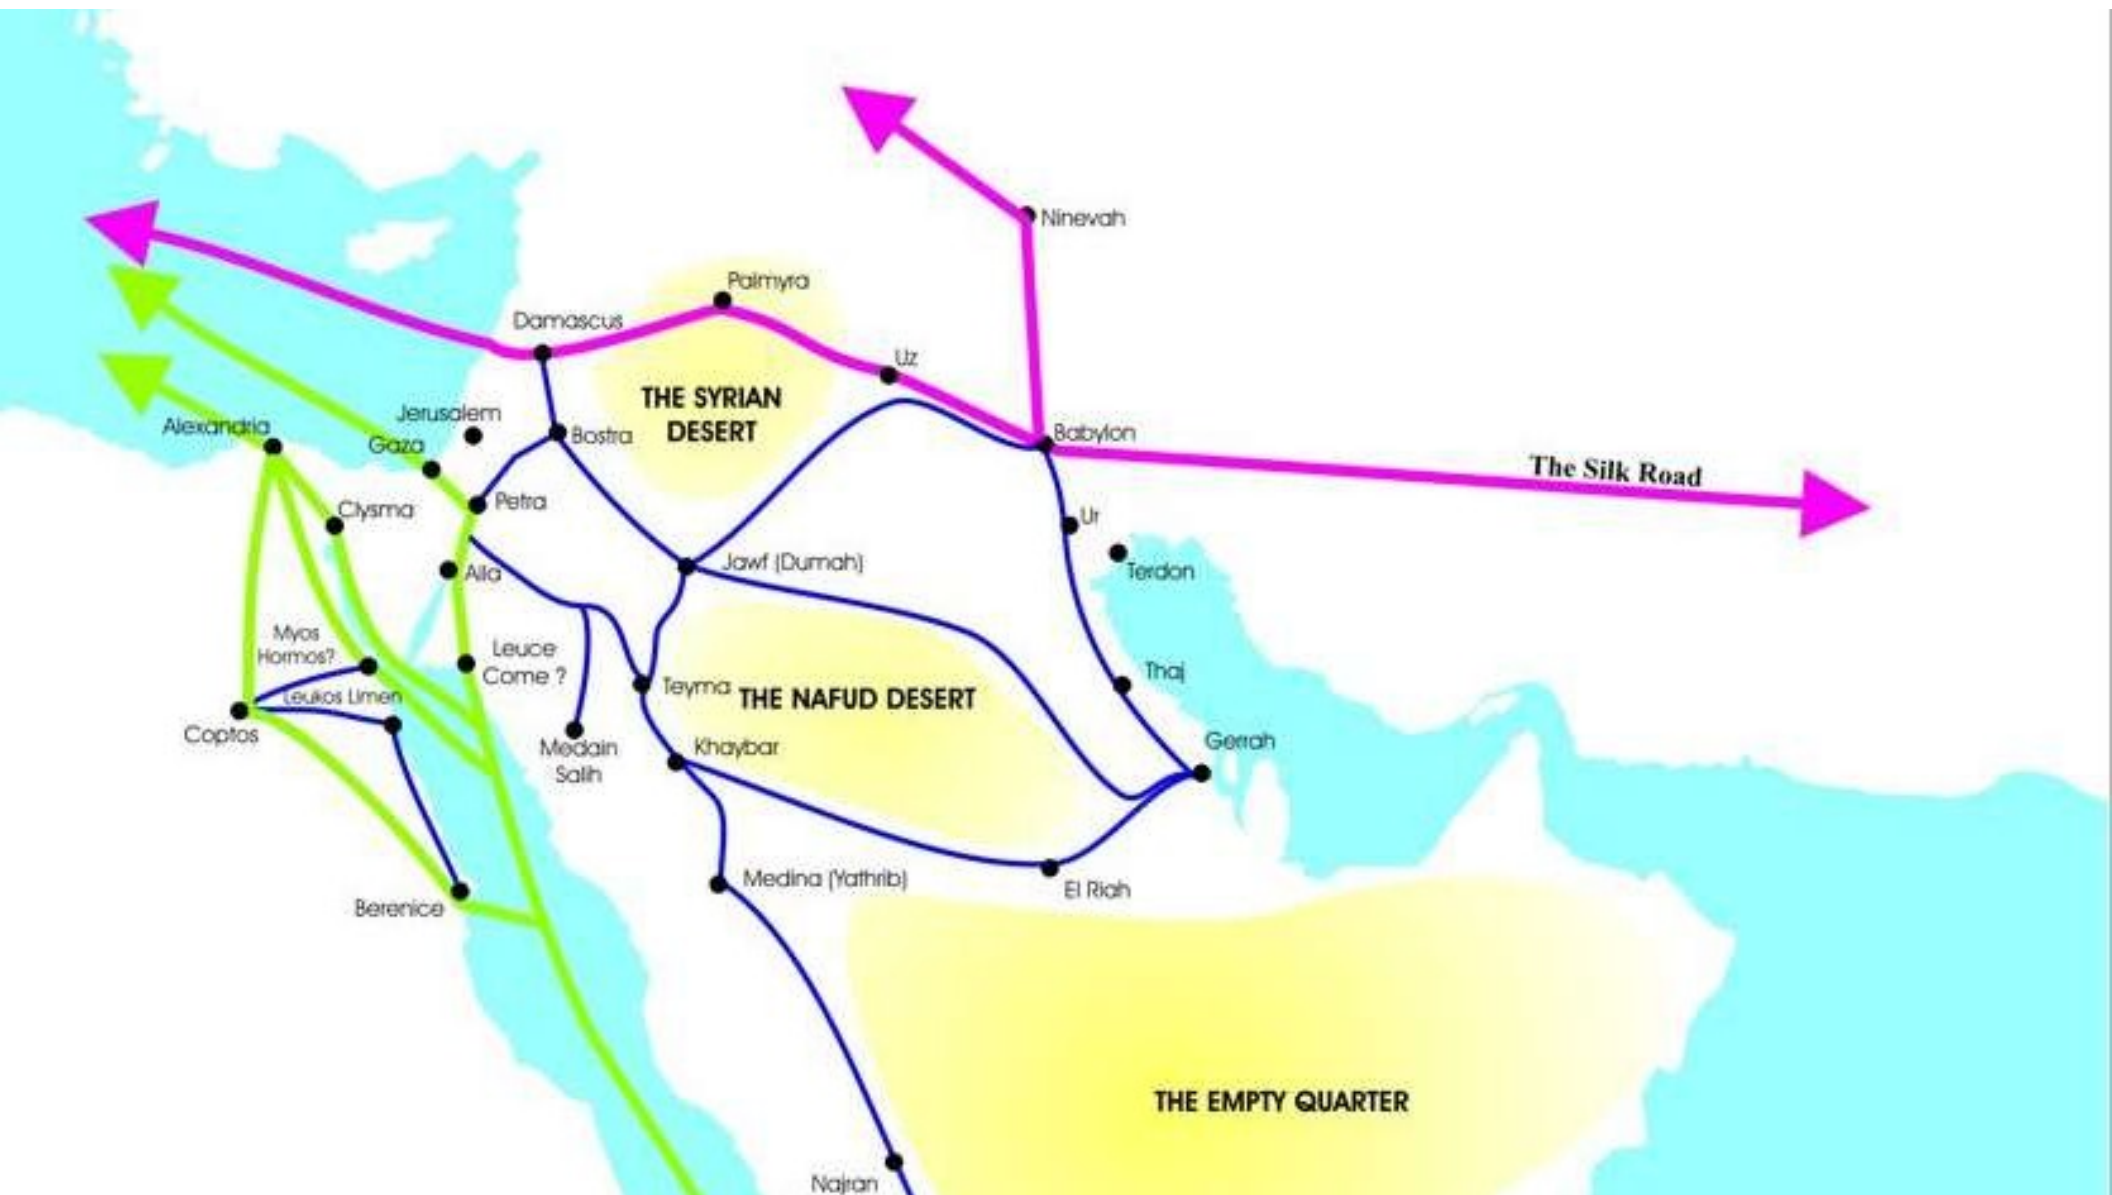 Ninevah
Palmyra
Damascus
Uz
THE SYRIAN
DESERT
Jerusalem
Alexandria
Gaza
Bostra
Babylon
The Silk Road
Petra
Clysma
Ur
Jawf (Dumah)
Terdon
Aila
Myos
Hormos?
Leuce
Come ?
Thaj
Teyma
THE NAFUD DESERT
Leukos Limen
Coptos
Medain
Salih
Khaybar
Gerrah
Medina (Yathrib)
El Riah
Berenice
THE EMPTY QUARTER
Najran